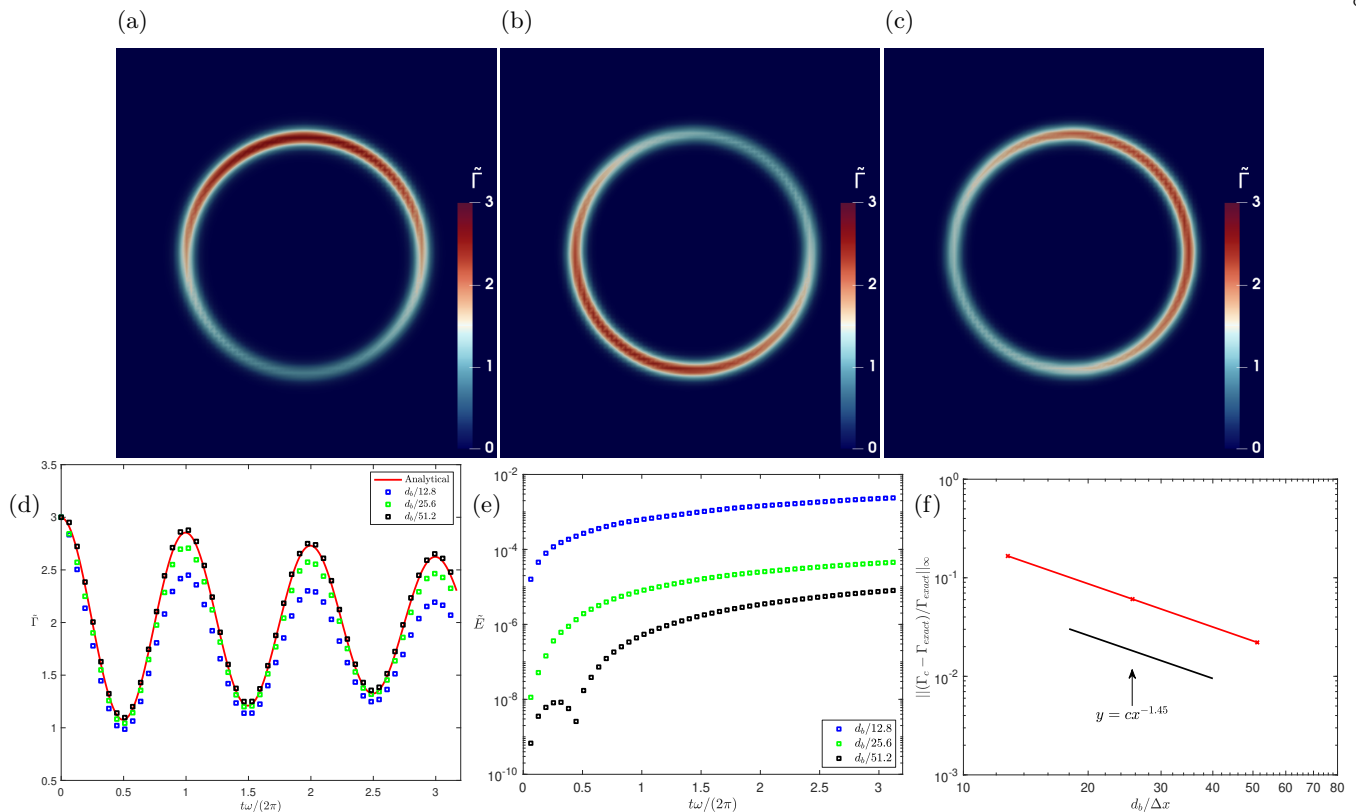 (a) (b) (c)
Γ̃ Γ̃ Γ̃
3 3 3
2 2 2
1 1 1
0 0 0
(d)
3.5
3
2.5
2
1.5
1
0.5
Γ̃
Analytical
d_b/12.8
d_b/25.6
d_b/51.2
0 0.5 1 1.5 2 2.5 3
tω/(2π)
(e)
10^-2
10^-4
10^-6
10^-8
10^-10
Ẽ
d_b/12.8
d_b/25.6
d_b/51.2
0 0.5 1 1.5 2 2.5 3
tω/(2π)
(f)
10^0
10^-1
10^-2
10^-3
||(Γ_c − Γ_exact)/Γ_exact||_∞
y = cx^−1.45
10 20 30 40 50 60 70 80
d_b/Δx